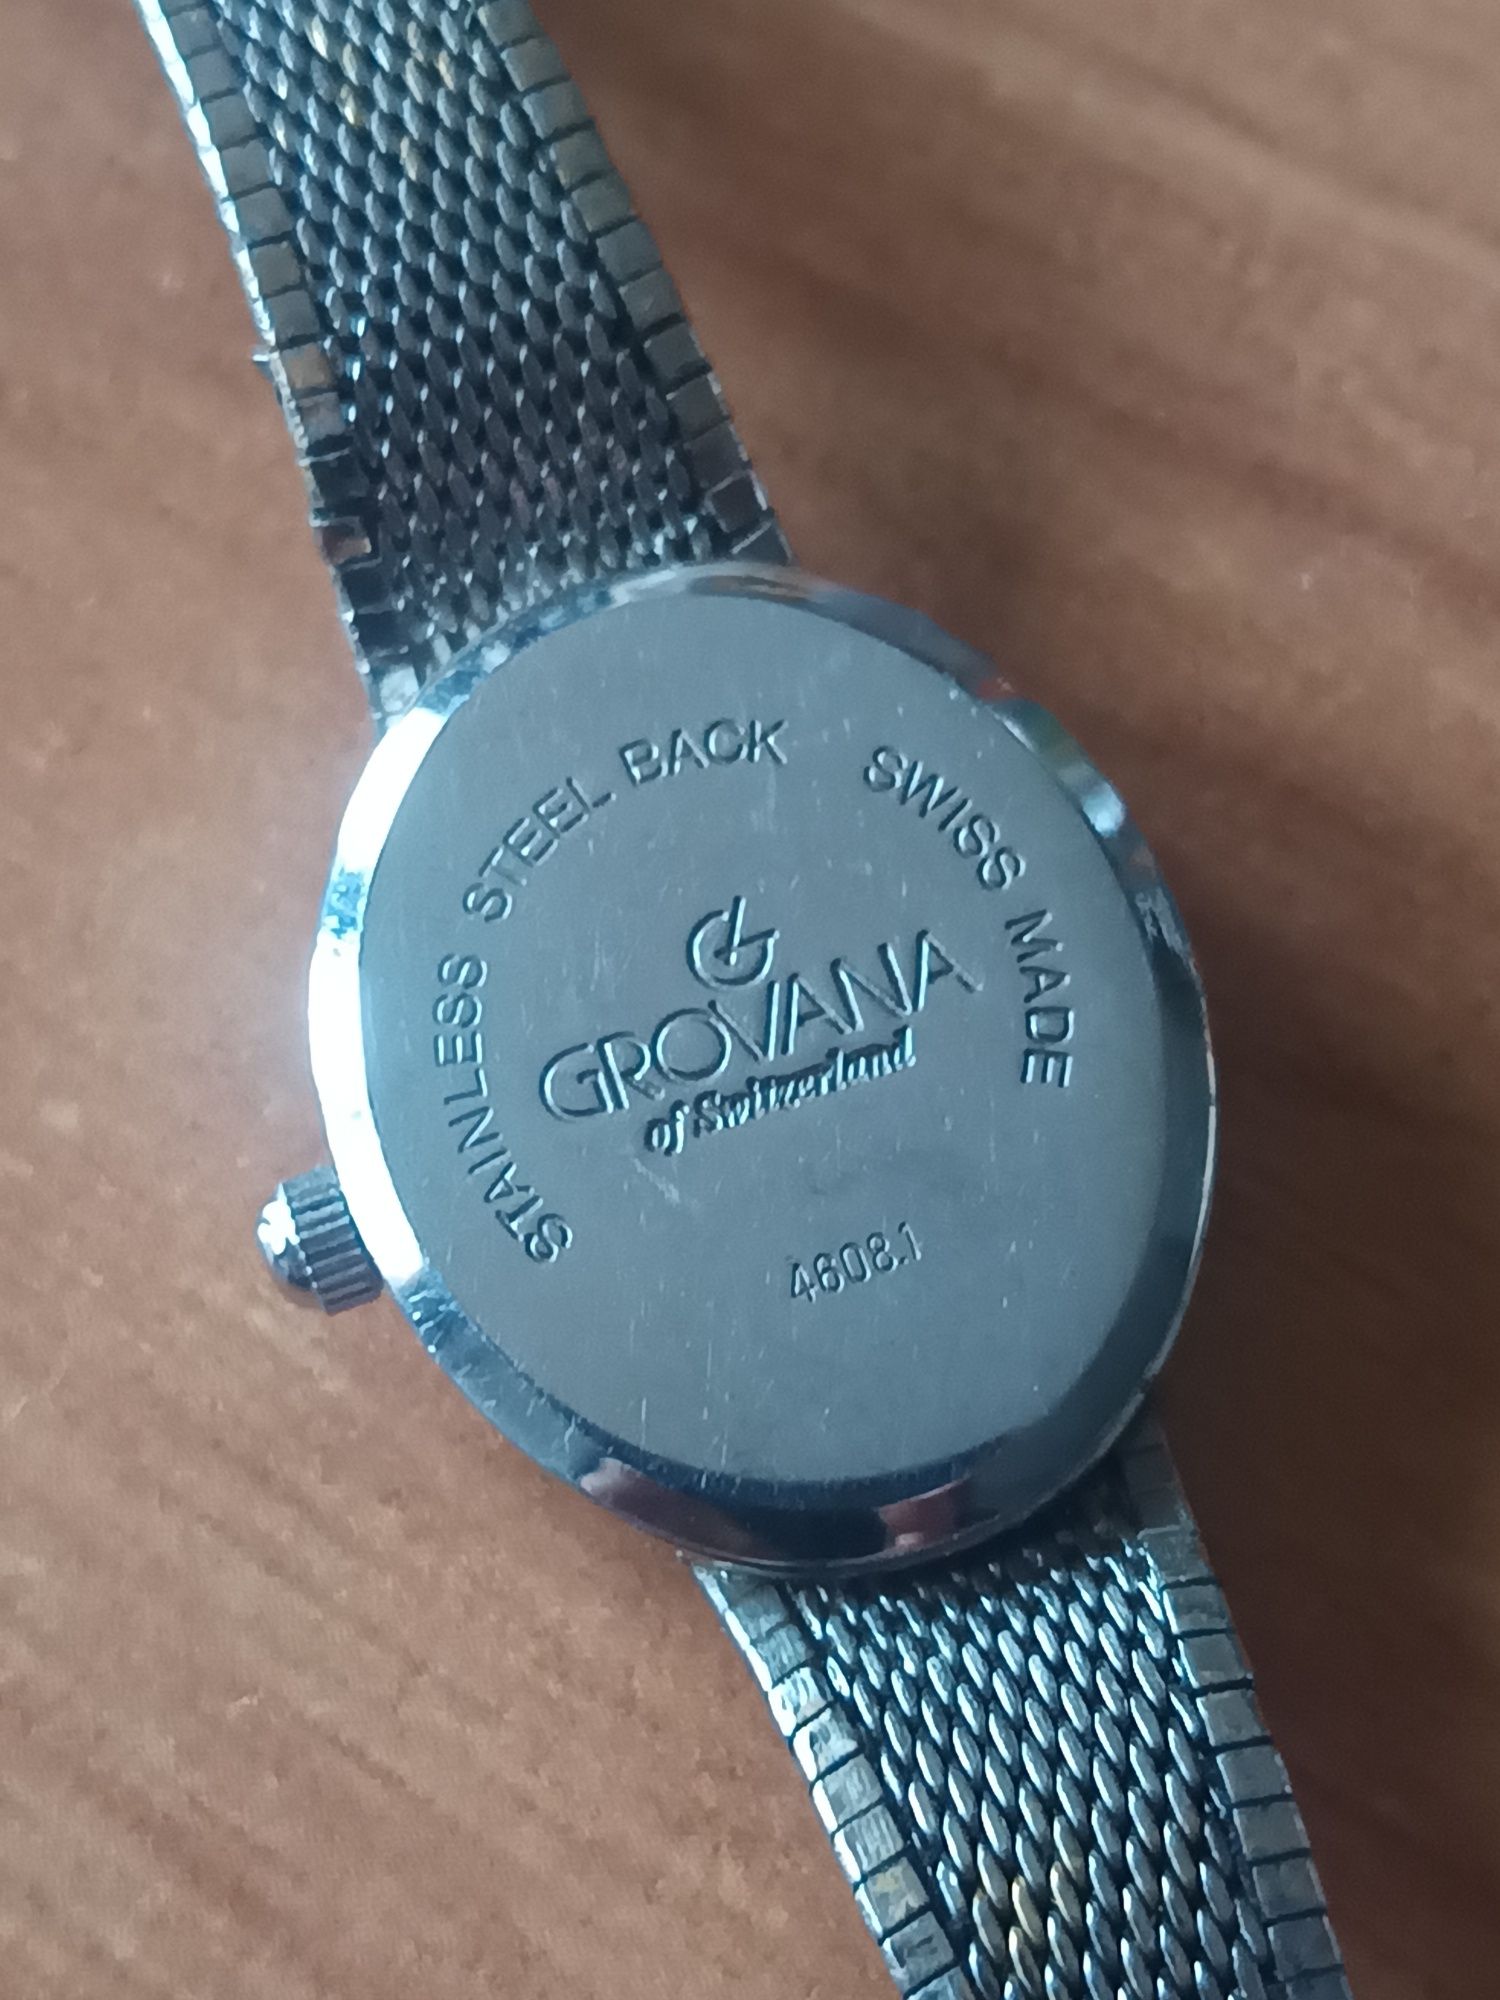 STAINLESS STEEL BACK SWISS MADE
GROVANA
of Switzerland
4608.1